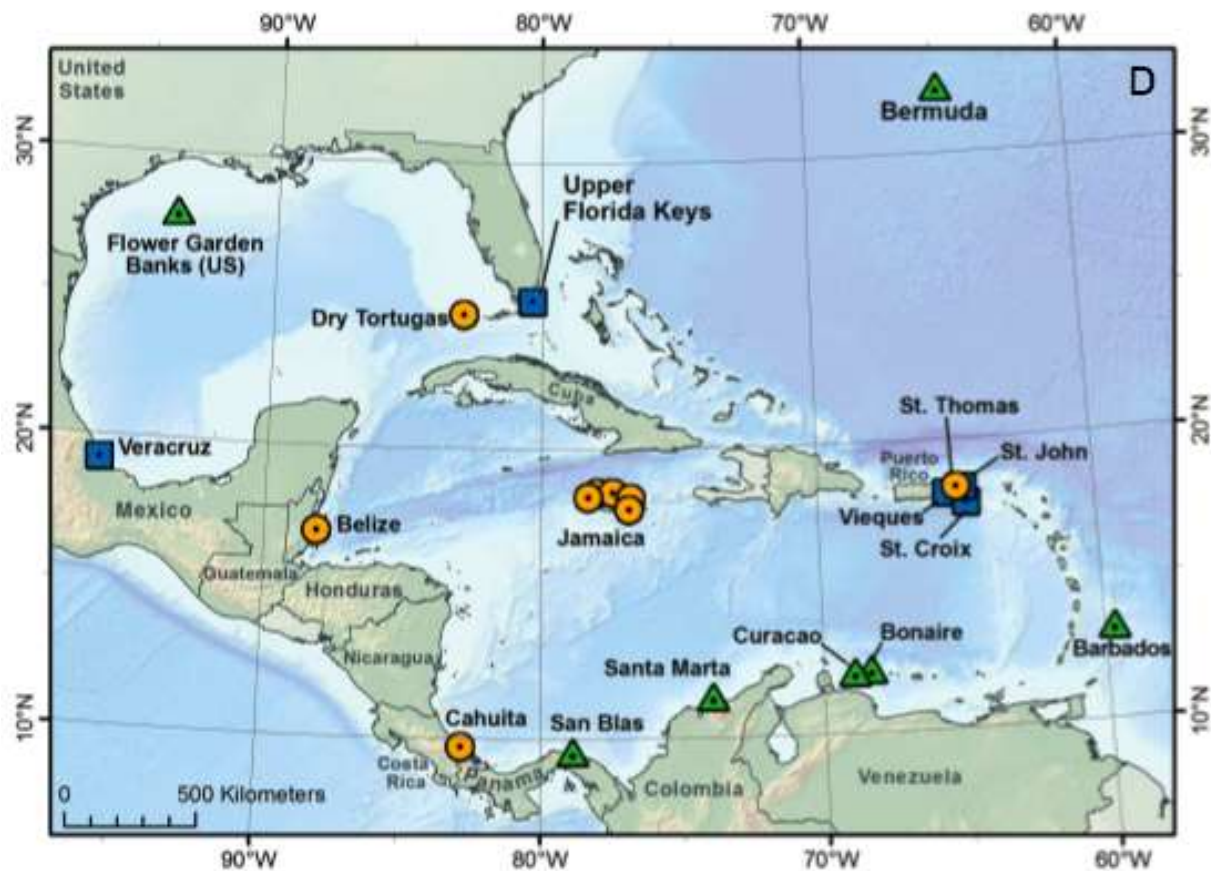 90°W
80°W
70°W
60°W
United
States
D
Bermuda
30°N
30°N
Upper
Florida Keys
Flower Garden
Banks (US)
Dry Tortugas
Cuba
St. Thomas
20°N
20°N
Veracruz
Puerto
Rico
St. John
Mexico
Belize
Jamaica
Vieques
St. Croix
Guatemala
Honduras
Nicaragua
Curacao
Bonaire
Barbados
Santa Marta
10°N
10°N
Cahuita
San Blas
Costa
Rica
Panama
Colombia
Venezuela
0
500 Kilometers
90°W
80°W
70°W
60°W